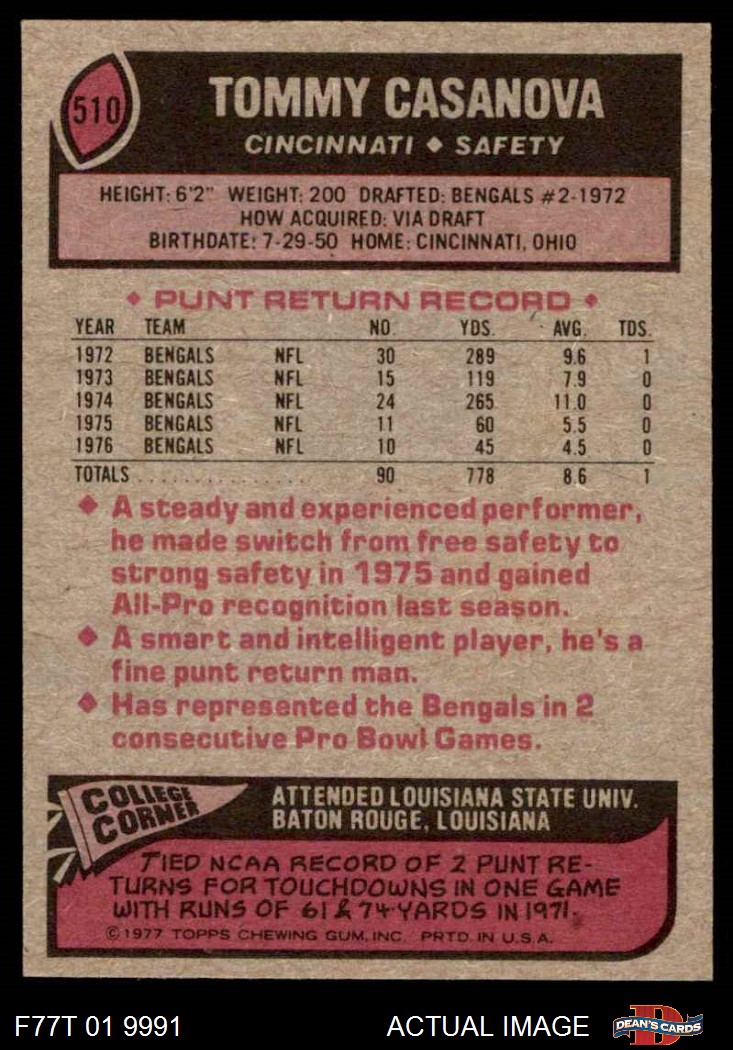 510
TOMMY CASANOVA
CINCINNATI ◆ SAFETY
HEIGHT: 6'2" WEIGHT: 200 DRAFTED: BENGALS #2-1972
HOW ACQUIRED: VIA DRAFT
BIRTHDATE: 7-29-50 HOME: CINCINNATI, OHIO
◆ PUNT RETURN RECORD ◆
YEAR TEAM NO. YDS. AVG. TDS.
1972 BENGALS NFL 30 289 9.6 1
1973 BENGALS NFL 15 119 7.9 0
1974 BENGALS NFL 24 265 11.0 0
1975 BENGALS NFL 11 60 5.5 0
1976 BENGALS NFL 10 45 4.5 0
TOTALS . . . . . . . . . . . . . . . 90 778 8.6 1
◆ A steady and experienced performer,
he made switch from free safety to
strong safety in 1975 and gained
All-Pro recognition last season.
◆ A smart and intelligent player, he's a
fine punt return man.
◆ Has represented the Bengals in 2
consecutive Pro Bowl Games.
COLLEGE
CORNER
ATTENDED LOUISIANA STATE UNIV.
BATON ROUGE, LOUISIANA
TIED NCAA RECORD OF 2 PUNT RE-
TURNS FOR TOUCHDOWNS IN ONE GAME
WITH RUNS OF 61 & 74-YARDS IN 1971.
© 1977 TOPPS CHEWING GUM, INC. PRTD. IN U.S.A.
F77T 01 9991 ACTUAL IMAGE D DEAN'S CARDS